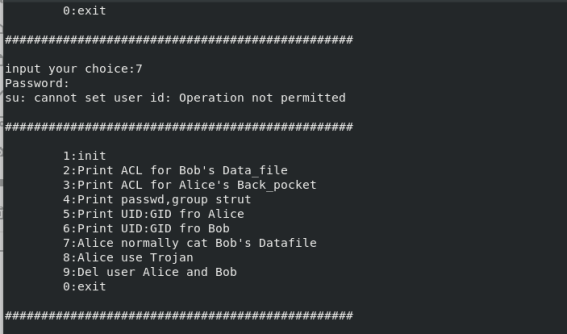 0:exit
################################################
input your choice:7
Password:
su: cannot set user id: Operation not permitted
################################################
1:init
2:Print ACL for Bob's Data_file
3:Print ACL for Alice's Back_pocket
4:Print passwd,group strut
5:Print UID:GID fro Alice
6:Print UID:GID fro Bob
7:Alice normally cat Bob's Datafile
8:Alice use Trojan
9:Del user Alice and Bob
0:exit
################################################